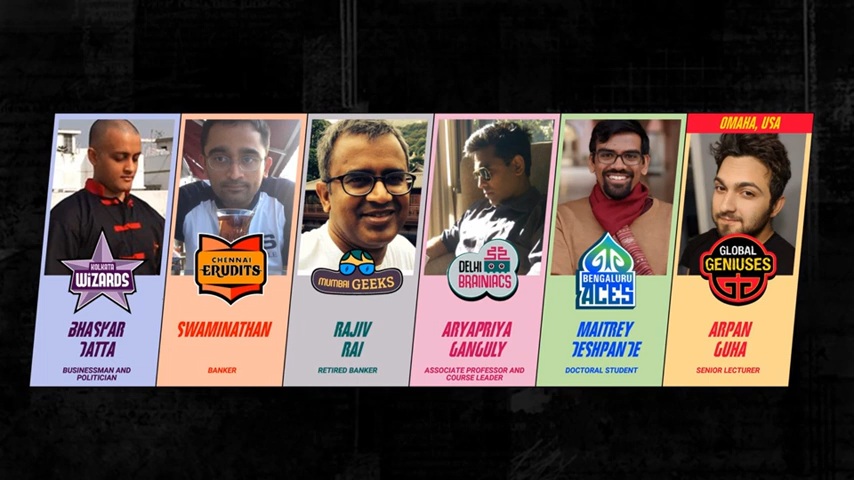 KOLKATA
WiZARDS
BHASKAR
DATTA
BUSINESSMAN AND
POLITICIAN
CHENNAI
ERUDITS
SWAMINATHAN
BANKER
MUMBAI GEEKS
RAJIV
RAI
RETIRED BANKER
DELHI
BRAINIACS
ARYAPRIYA
GANGULY
ASSOCIATE PROFESSOR AND
COURSE LEADER
BENGALURU
ACES
MAITREY
DESHPANDE
DOCTORAL STUDENT
OMAHA, USA
GLOBAL
GENIUSES
ARPAN
GUHA
SENIOR LECTURER